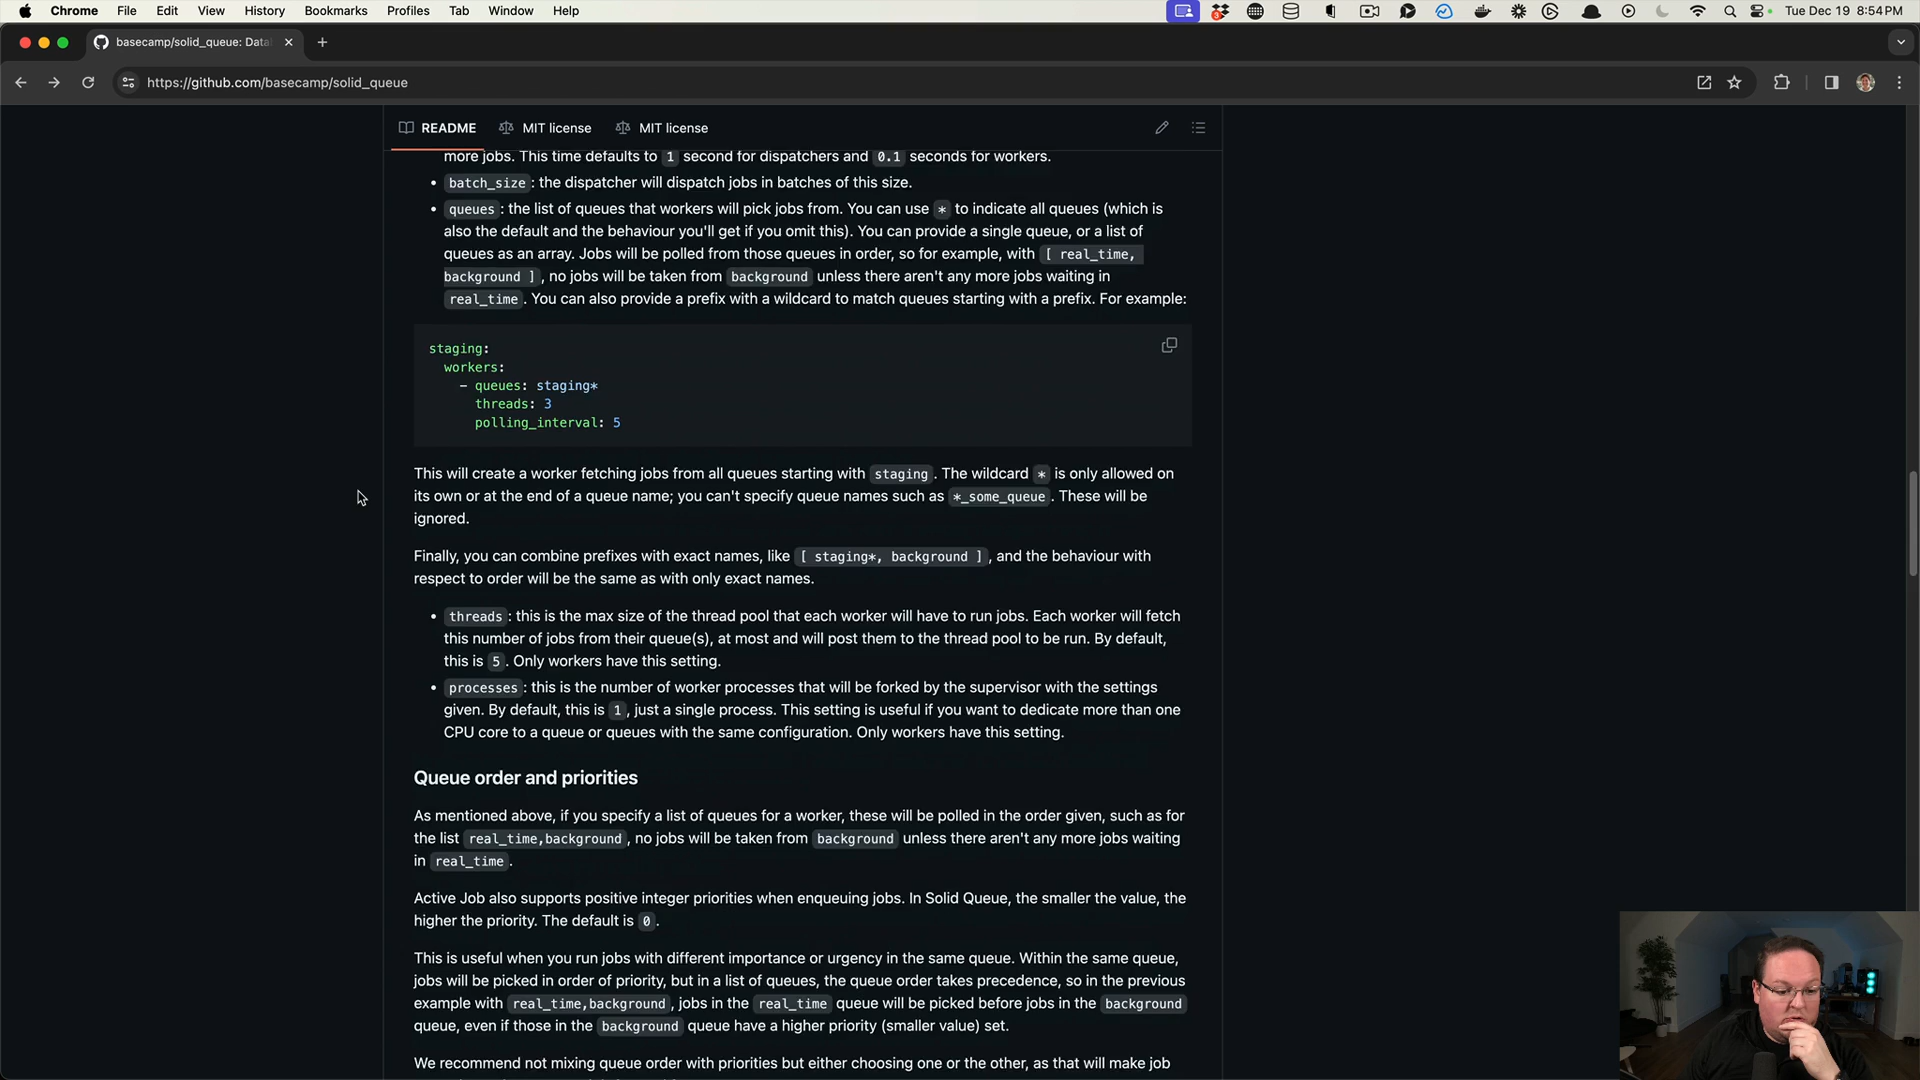 Chrome File Edit View History Bookmarks Profiles Tab Window Help Tue Dec 19 8:54 PM
basecamp/solid_queue: Data
https://github.com/basecamp/solid_queue
README MIT license MIT license
more jobs. This time defaults to 1 second for dispatchers and 0.1 seconds for workers.
• batch_size: the dispatcher will dispatch jobs in batches of this size.
• queues: the list of queues that workers will pick jobs from. You can use * to indicate all queues (which is
also the default and the behaviour you'll get if you omit this). You can provide a single queue, or a list of
queues as an array. Jobs will be polled from those queues in order, so for example, with [ real_time,
background ], no jobs will be taken from background unless there aren't any more jobs waiting in
real_time. You can also provide a prefix with a wildcard to match queues starting with a prefix. For example:
staging:
workers:
- queues: staging*
threads: 3
polling_interval: 5
This will create a worker fetching jobs from all queues starting with staging. The wildcard * is only allowed on
its own or at the end of a queue name; you can't specify queue names such as *_some_queue. These will be
ignored.
Finally, you can combine prefixes with exact names, like [ staging*, background ], and the behaviour with
respect to order will be the same as with only exact names.
• threads: this is the max size of the thread pool that each worker will have to run jobs. Each worker will fetch
this number of jobs from their queue(s), at most and will post them to the thread pool to be run. By default,
this is 5. Only workers have this setting.
• processes: this is the number of worker processes that will be forked by the supervisor with the settings
given. By default, this is 1, just a single process. This setting is useful if you want to dedicate more than one
CPU core to a queue or queues with the same configuration. Only workers have this setting.
Queue order and priorities
As mentioned above, if you specify a list of queues for a worker, these will be polled in the order given, such as for
the list real_time,background, no jobs will be taken from background unless there aren't any more jobs waiting
in real_time.
Active Job also supports positive integer priorities when enqueuing jobs. In Solid Queue, the smaller the value, the
higher the priority. The default is 0.
This is useful when you run jobs with different importance or urgency in the same queue. Within the same queue,
jobs will be picked in order of priority, but in a list of queues, the queue order takes precedence, so in the previous
example with real_time,background, jobs in the real_time queue will be picked before jobs in the background
queue, even if those in the background queue have a higher priority (smaller value) set.
We recommend not mixing queue order with priorities but either choosing one or the other, as that will make job